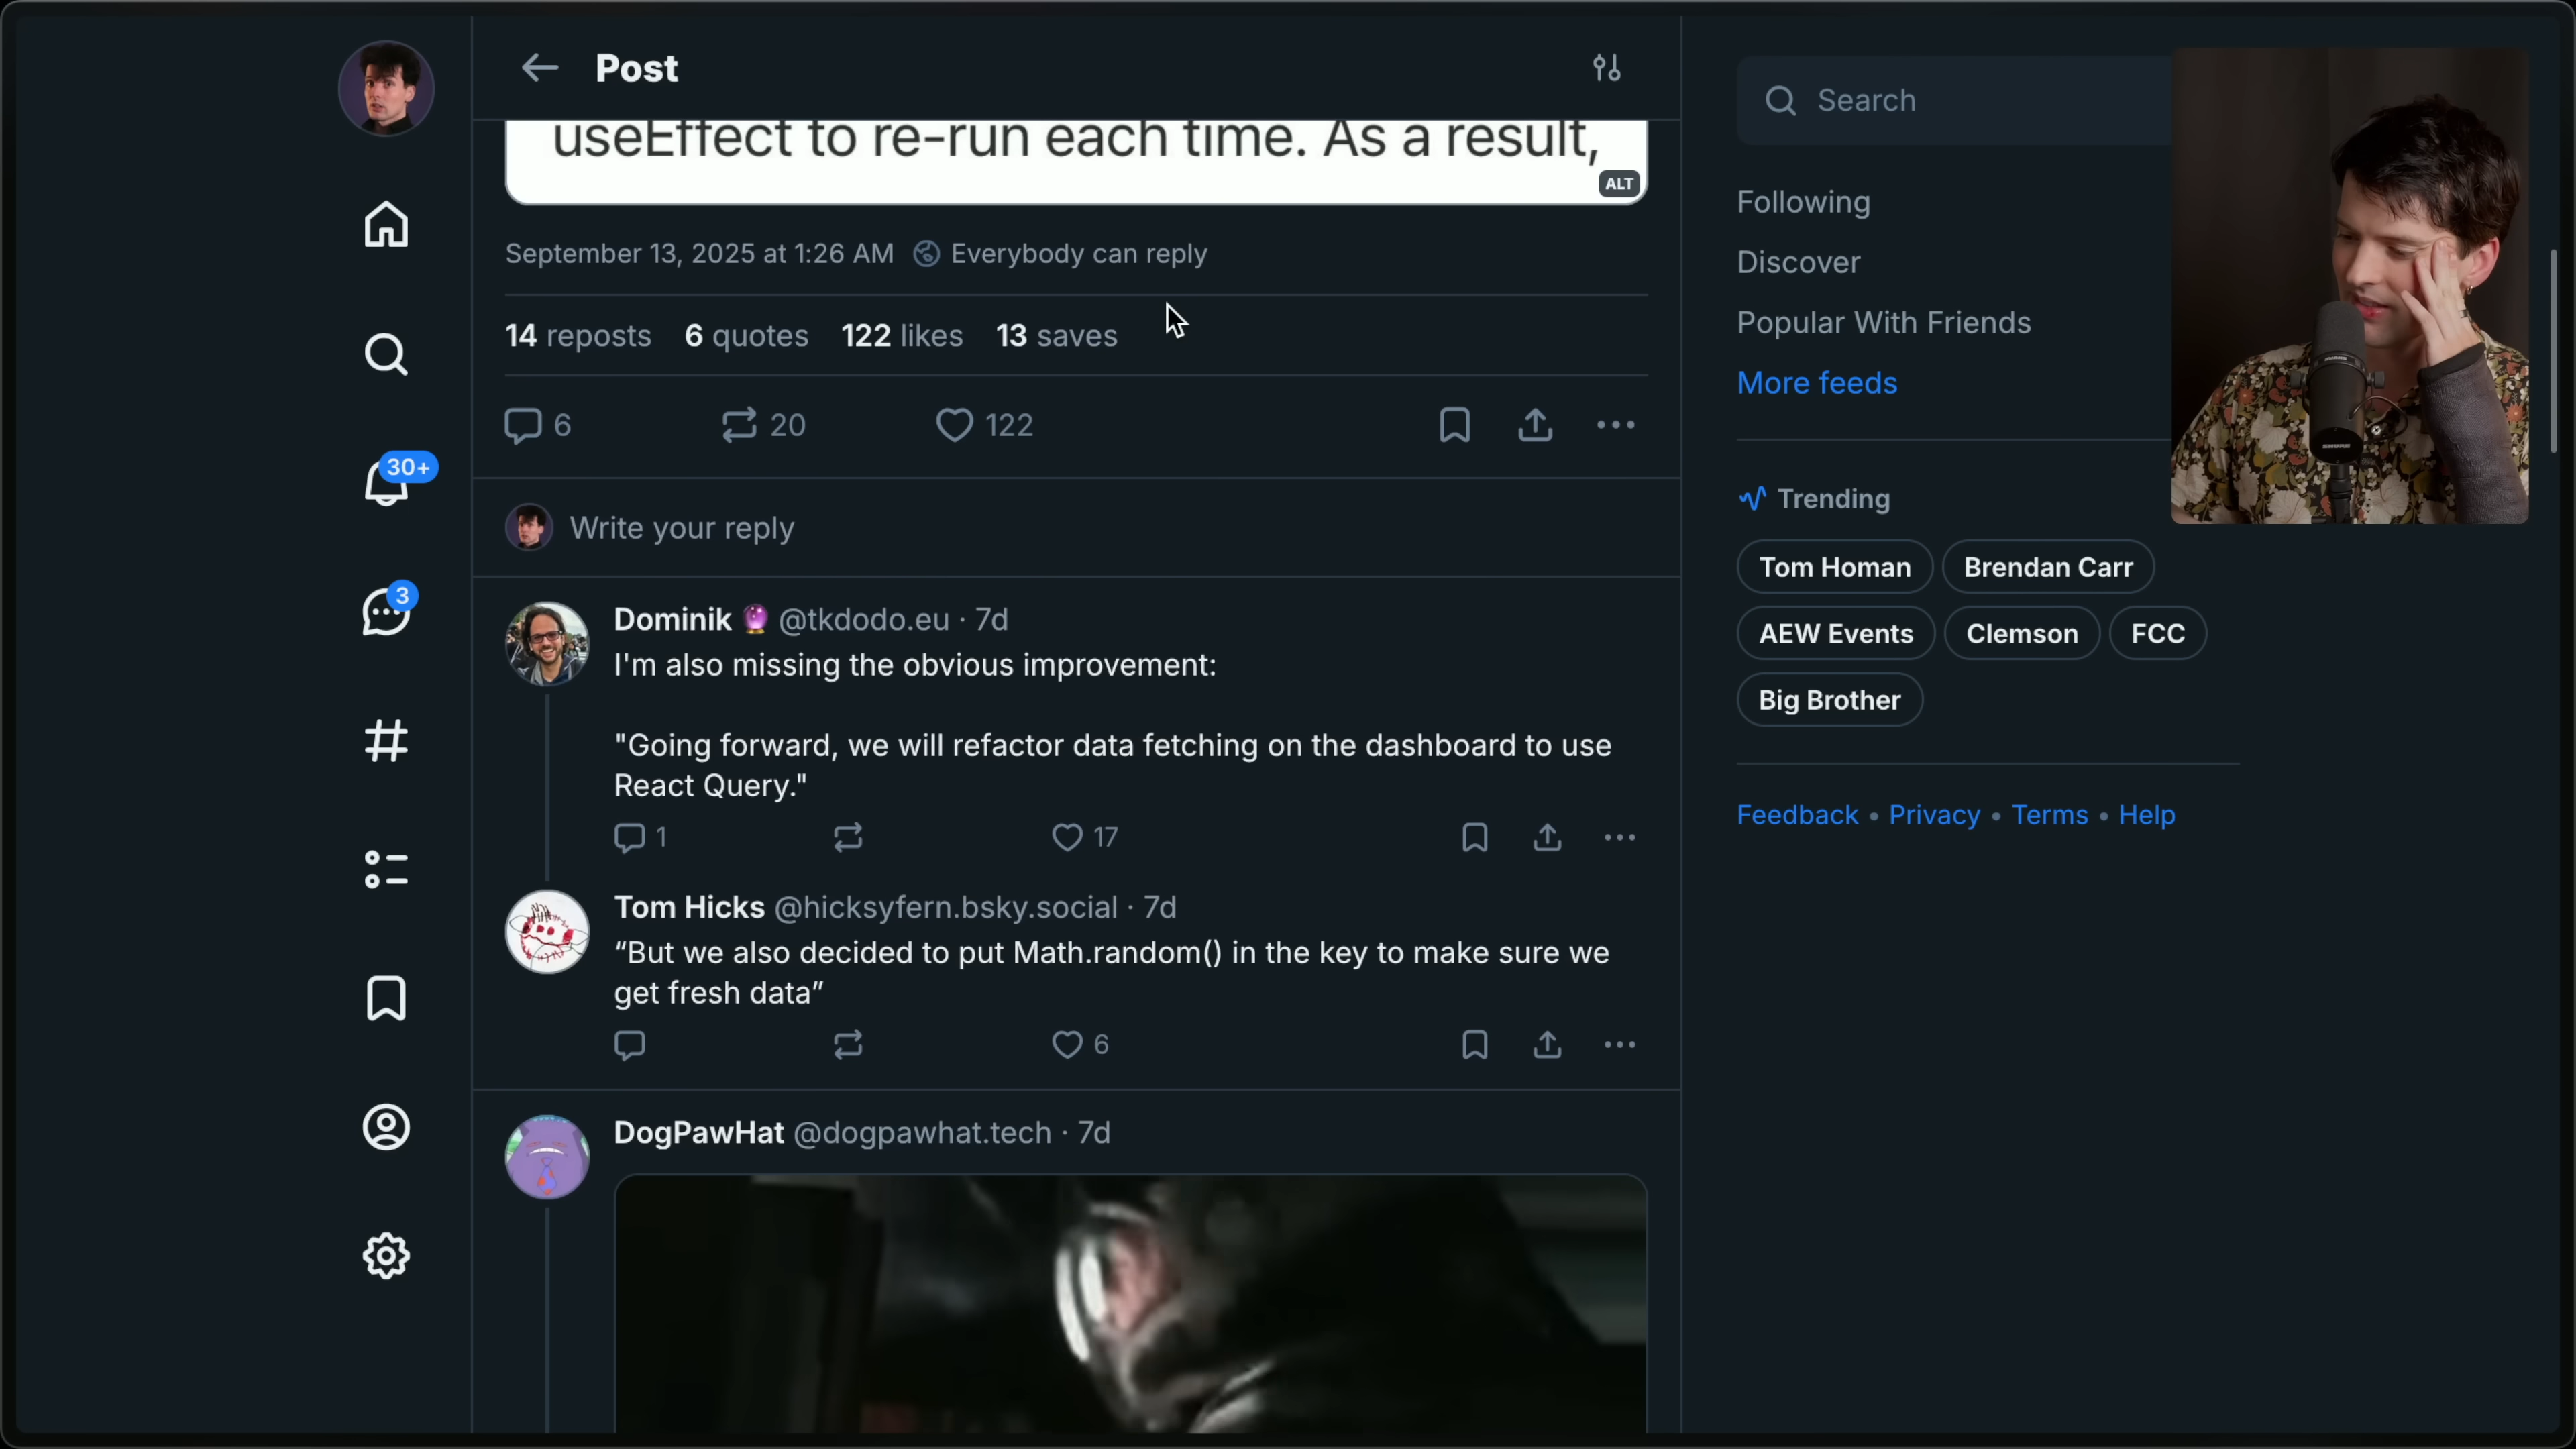 Post
useEffect to re-run each time. As a result,
ALT
September 13, 2025 at 1:26 AM Everybody can reply
14 reposts 6 quotes 122 likes 13 saves
6 20 122
Write your reply
Dominik 🔮 @tkdodo.eu · 7d
I'm also missing the obvious improvement:
"Going forward, we will refactor data fetching on the dashboard to use
React Query."
1 17
Tom Hicks @hicksyfern.bsky.social · 7d
“But we also decided to put Math.random() in the key to make sure we
get fresh data”
6
DogPawHat @dogpawhat.tech · 7d
30+
3
Search
Following
Discover
Popular With Friends
More feeds
Trending
Tom Homan Brendan Carr
AEW Events Clemson FCC
Big Brother
Feedback • Privacy • Terms • Help